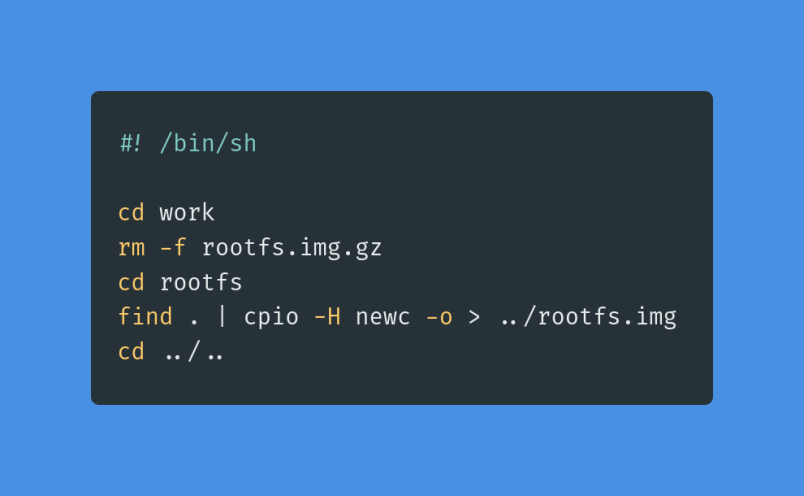 #! /bin/sh
cd work
rm -f rootfs.img.gz
cd rootfs
find . | cpio -H newc -o > ../rootfs.img
cd ../..